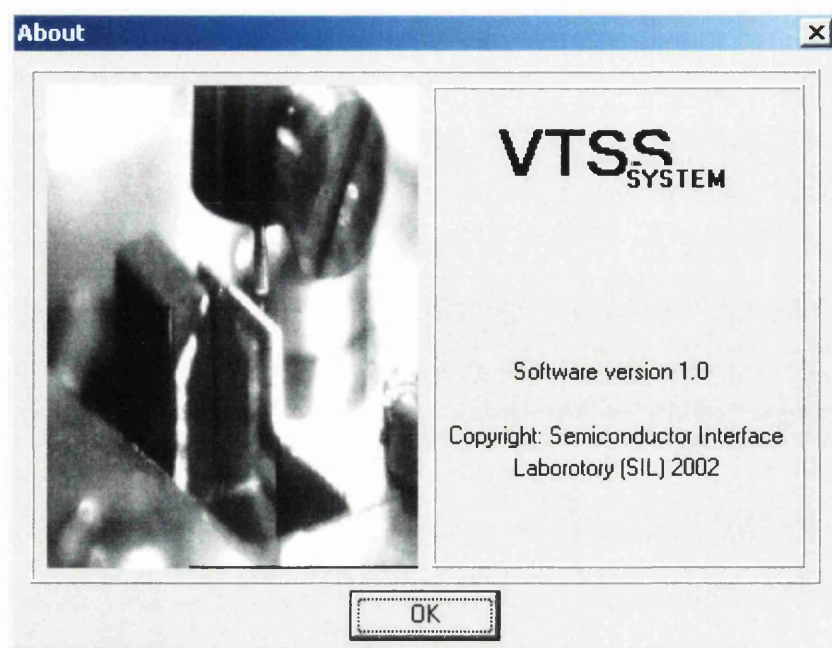 About
VTSS
SYSTEM
Software version 1.0
Copyright: Semiconductor Interface
Laborotory (SIL) 2002
OK